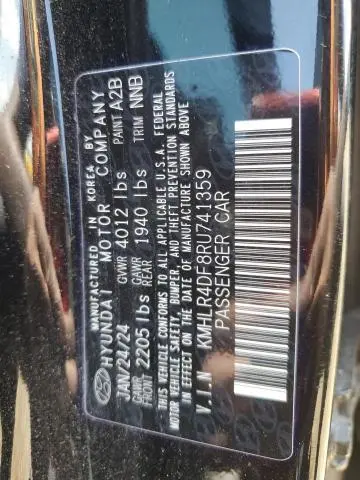 MANUFACTURED IN KOREA BY
HYUNDAI MOTOR COMPANY
JAN/24/24 GVWR 4012 lbs PAINT A2B
GAWR FRONT 2205 lbs GAWR REAR 1940 lbs TRIM NNB
THIS VEHICLE CONFORMS TO ALL APPLICABLE U.S.A. FEDERAL
MOTOR VEHICLE SAFETY, BUMPER, AND THEFT PREVENTION STANDARDS
IN EFFECT ON THE DATE OF MANUFACTURE SHOWN ABOVE
V.I.N KMHLR4DF8RU741359
PASSENGER CAR